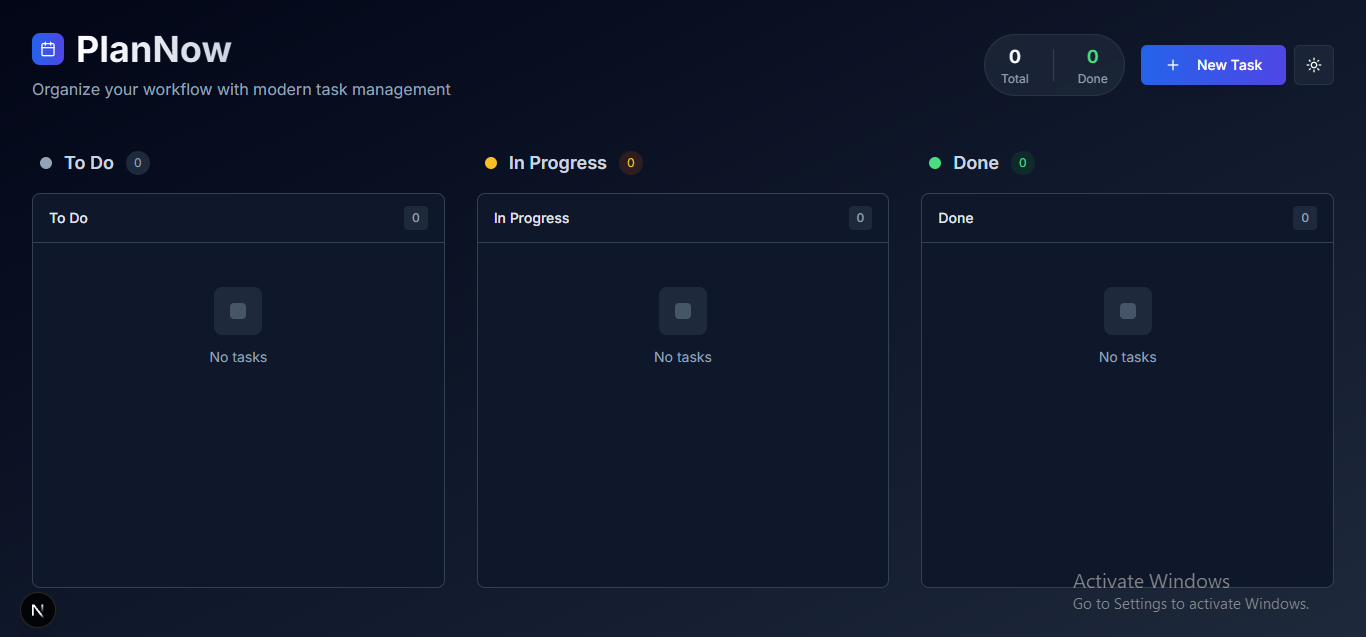 PlanNow
Organize your workflow with modern task management
0 0
Total Done
New Task
To Do 0
In Progress 0
Done 0
To Do 0
In Progress 0
Done 0
No tasks
No tasks
No tasks
Activate Windows
Go to Settings to activate Windows.
N